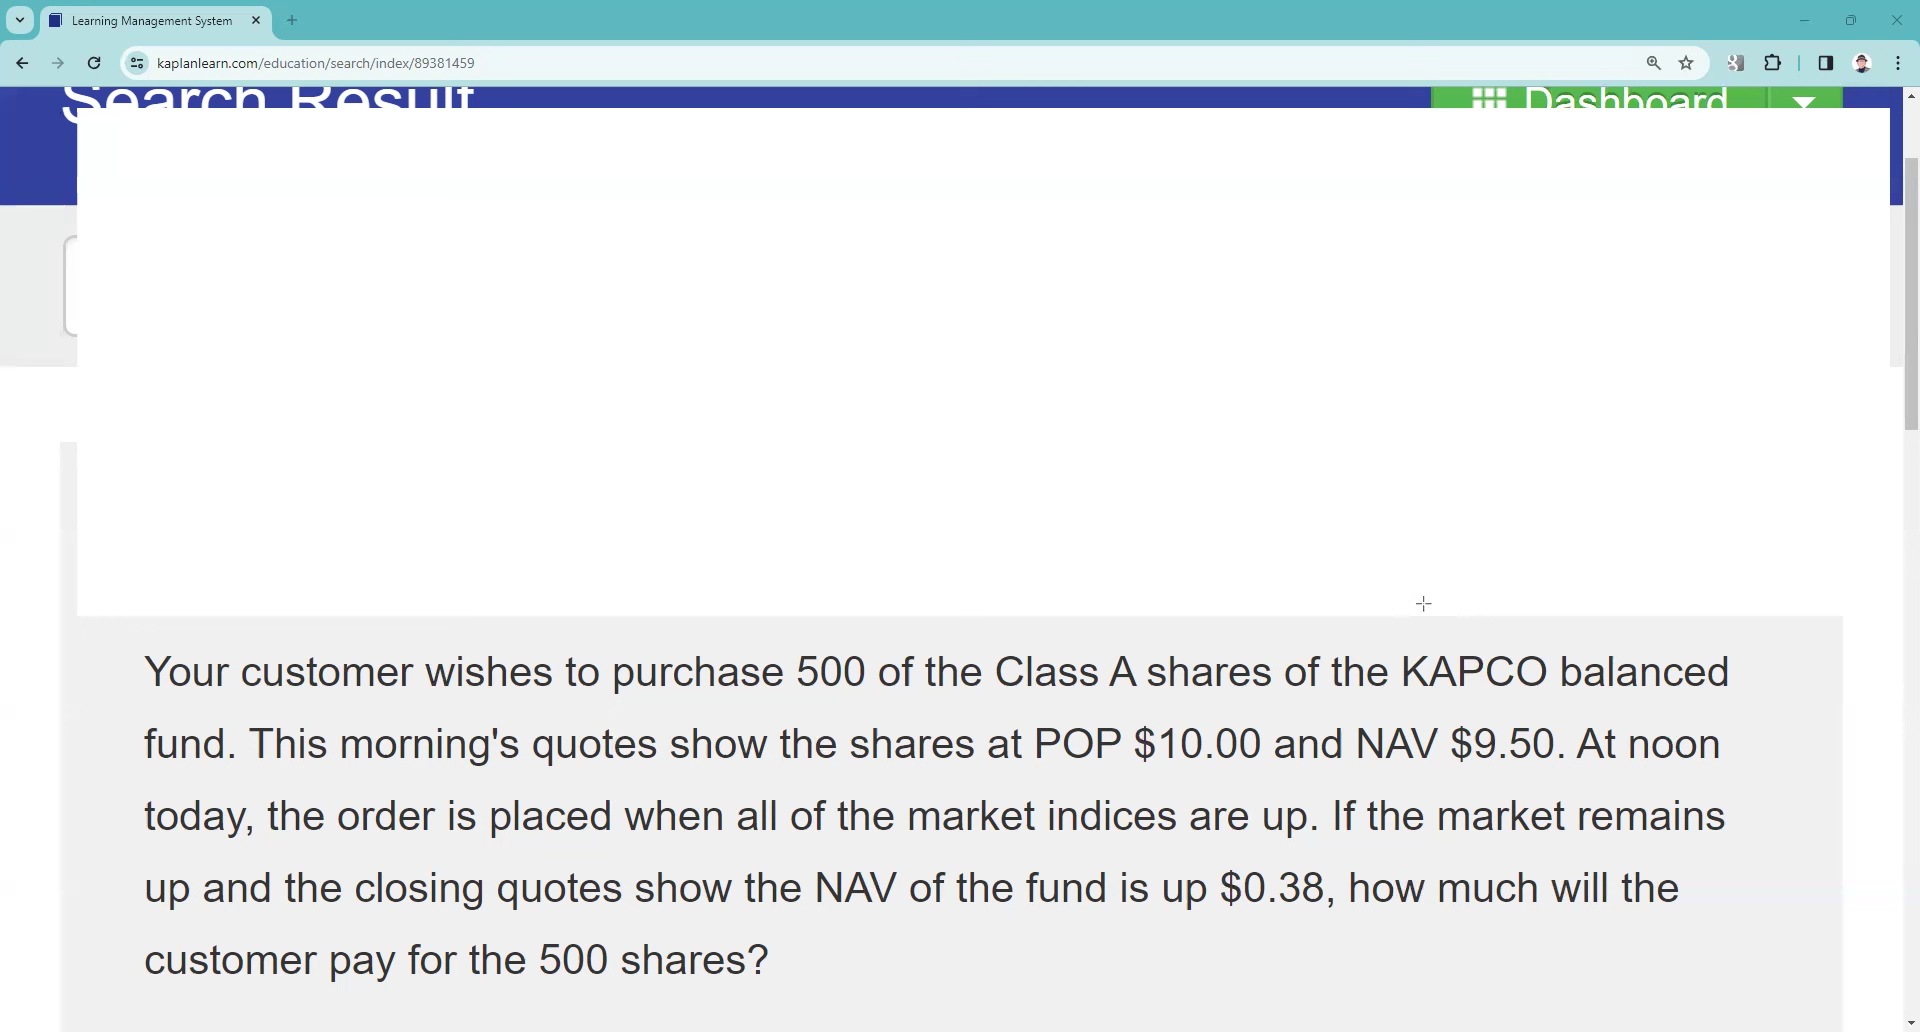 Learning Management System
kaplanlearn.com/education/search/index/89381459
Search Result
Dashboard
Your customer wishes to purchase 500 of the Class A shares of the KAPCO balanced
fund. This morning's quotes show the shares at POP $10.00 and NAV $9.50. At noon
today, the order is placed when all of the market indices are up. If the market remains
up and the closing quotes show the NAV of the fund is up $0.38, how much will the
customer pay for the 500 shares?